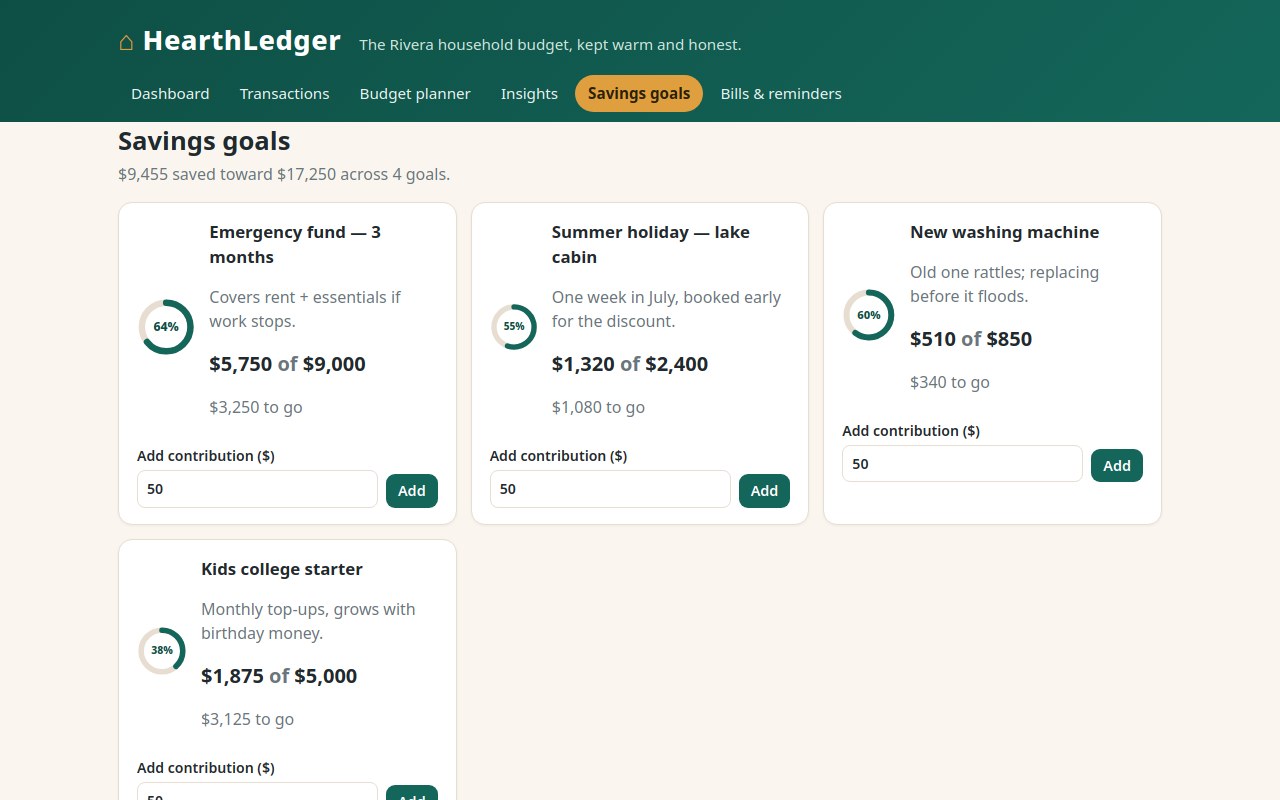 ⌂ HearthLedger The Rivera household budget, kept warm and honest.
Dashboard Transactions Budget planner Insights Savings goals Bills & reminders
Savings goals
$9,455 saved toward $17,250 across 4 goals.
64%
Emergency fund — 3
months
Covers rent + essentials if
work stops.
$5,750 of $9,000
$3,250 to go
Add contribution ($)
50 Add
55%
Summer holiday — lake
cabin
One week in July, booked early
for the discount.
$1,320 of $2,400
$1,080 to go
Add contribution ($)
50 Add
60%
New washing machine
Old one rattles; replacing
before it floods.
$510 of $850
$340 to go
Add contribution ($)
50 Add
38%
Kids college starter
Monthly top-ups, grows with
birthday money.
$1,875 of $5,000
$3,125 to go
Add contribution ($)
50 Add